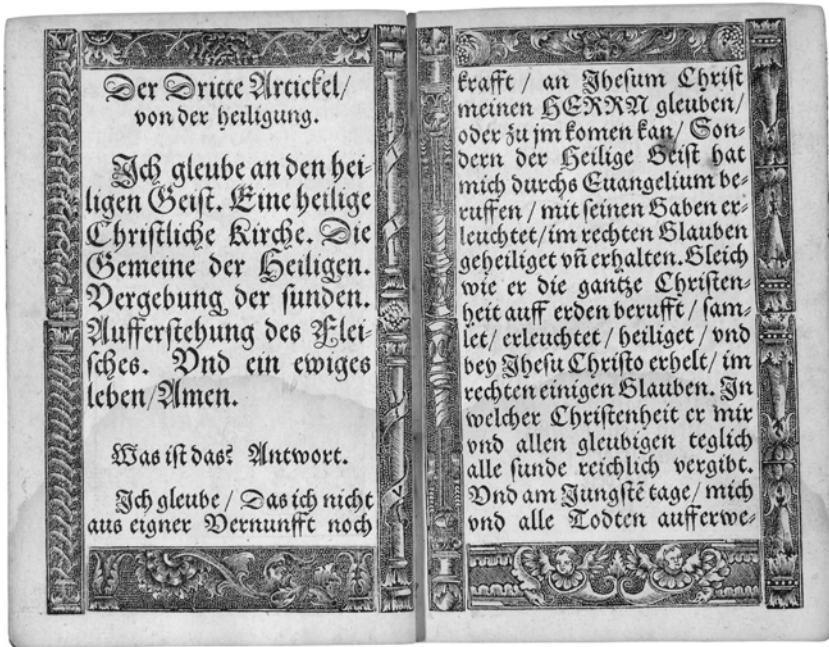 Der Dritte Artickel/
von der heiligung.
Ich gleube an den hei-
ligen Geist. Eine heilige
Christliche Kirche. Die
Gemeine der Heiligen.
Vergebung der sunden.
Aufferstehung des Flei-
sches. Vnd ein ewiges
leben/Amen.
Was ist das? Antwort.
Ich gleube / Das ich nicht
aus eigner Vernunfft noch
krafft / an Jhesum Christ
meinen HERRN gleuben/
oder zu jm komen kan/ Son-
dern der Heilige Geist hat
mich durchs Euangelium be-
ruffen / mit seinen Gaben er-
leuchtet/im rechten Glauben
geheiliget vn̄ erhalten. Gleich
wie er die gantze Christen-
heit auff erden berufft / sam-
let/ erleuchtet / heiliget / vnd
bey Jhesu Christo erhelt/ im
rechten einigen Glauben. In
welcher Christenheit er mir
vnd allen gleubigen teglich
alle sunde reichlich vergibt.
Vnd am Jungstē tage/ mich
vnd alle Todten aufferwe-